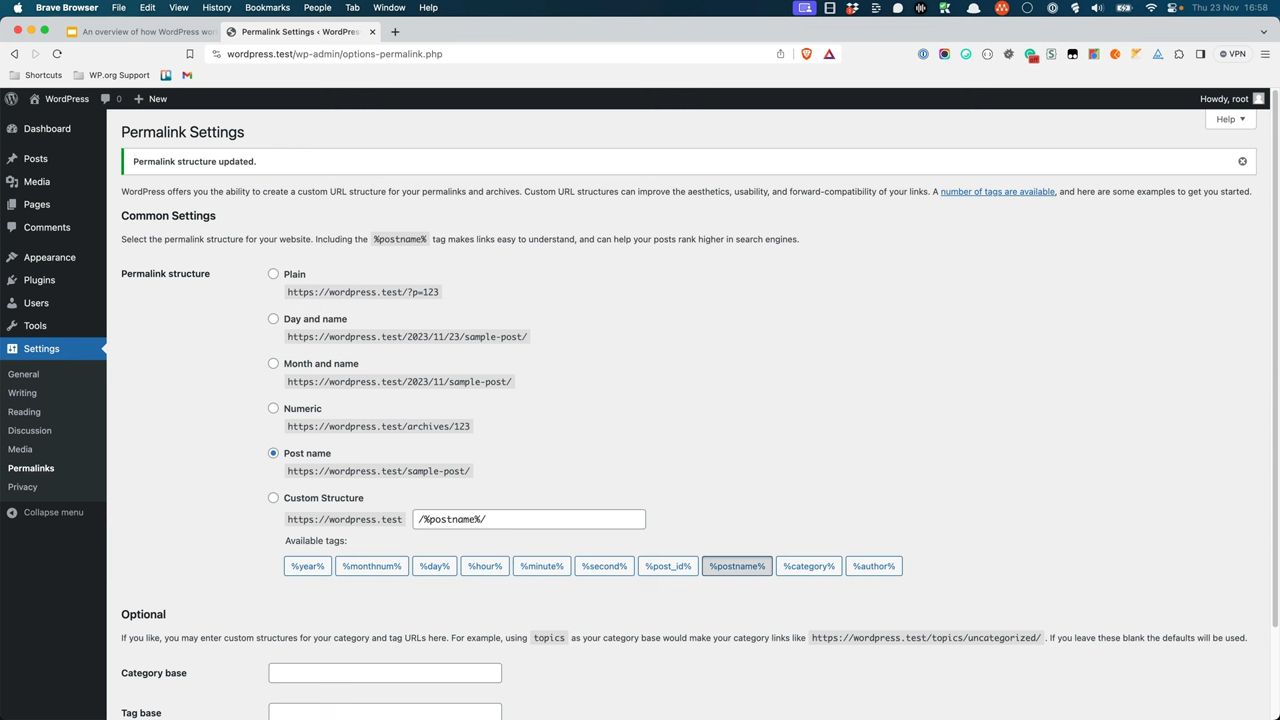 Brave Browser File Edit View History Bookmarks People Tab Window Help Thu 23 Nov 16:58
An overview of how WordPress wor
Permalink Settings ‹ WordPres
wordpress.test/wp-admin/options-permalink.php
VPN
Shortcuts WP.org Support
WordPress 0 New Howdy, root
Help
Dashboard
Posts
Media
Pages
Comments
Appearance
Plugins
Users
Tools
Settings
General
Writing
Reading
Discussion
Media
Permalinks
Privacy
Collapse menu
Permalink Settings
Permalink structure updated.
WordPress offers you the ability to create a custom URL structure for your permalinks and archives. Custom URL structures can improve the aesthetics, usability, and forward-compatibility of your links. A number of tags are available, and here are some examples to get you started.
Common Settings
Select the permalink structure for your website. Including the %postname% tag makes links easy to understand, and can help your posts rank higher in search engines.
Permalink structure
Plain
https://wordpress.test/?p=123
Day and name
https://wordpress.test/2023/11/23/sample-post/
Month and name
https://wordpress.test/2023/11/sample-post/
Numeric
https://wordpress.test/archives/123
Post name
https://wordpress.test/sample-post/
Custom Structure
https://wordpress.test /%postname%/
Available tags:
%year% %monthnum% %day% %hour% %minute% %second% %post_id% %postname% %category% %author%
Optional
If you like, you may enter custom structures for your category and tag URLs here. For example, using topics as your category base would make your category links like https://wordpress.test/topics/uncategorized/ . If you leave these blank the defaults will be used.
Category base
Tag base